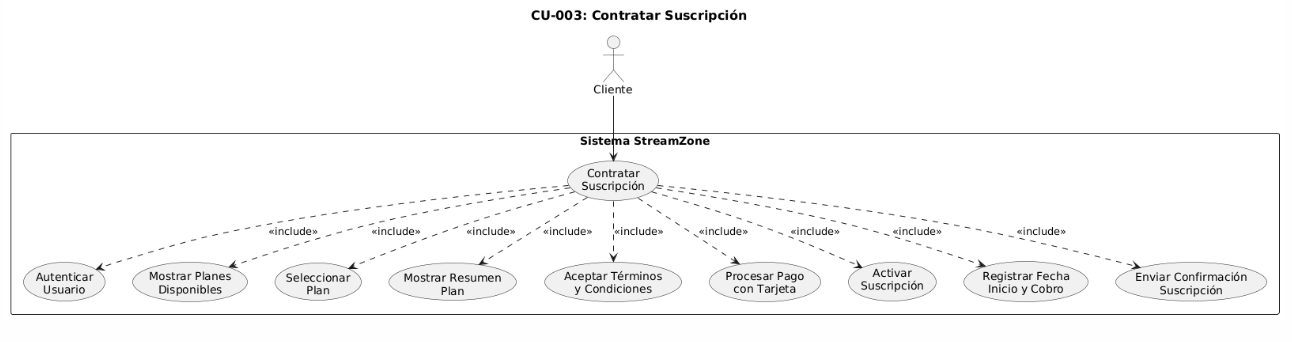 CU-003: Contratar Suscripción
Cliente
Sistema StreamZone
Contratar
Suscripción
«include»
«include»
«include»
«include»
«include»
«include»
«include»
«include»
«include»
Autenticar
Usuario
Mostrar Planes
Disponibles
Seleccionar
Plan
Mostrar Resumen
Plan
Aceptar Términos
y Condiciones
Procesar Pago
con Tarjeta
Activar
Suscripción
Registrar Fecha
Inicio y Cobro
Enviar Confirmación
Suscripción